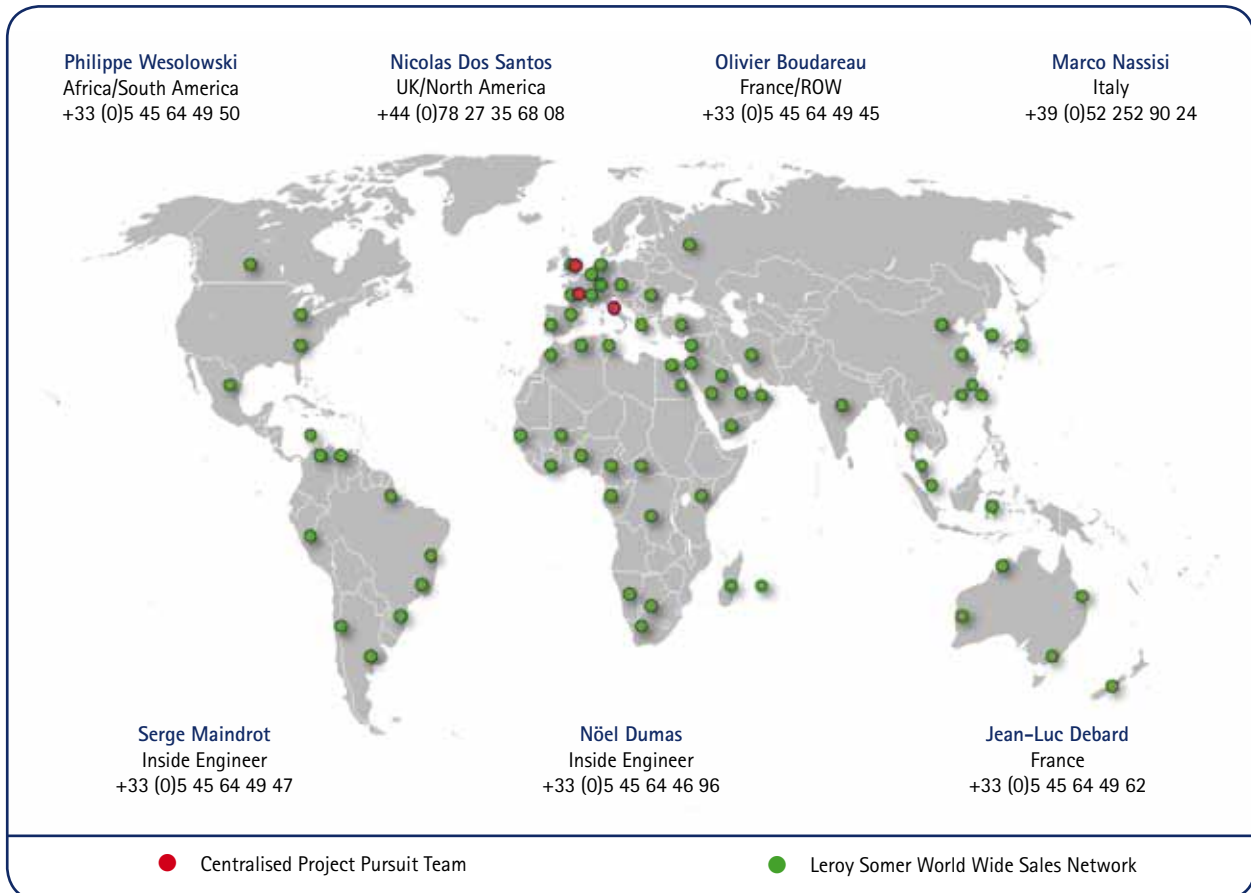 Philippe Wesolowski
Africa/South America
+33 (0)5 45 64 49 50
Nicolas Dos Santos
UK/North America
+44 (0)78 27 35 68 08
Olivier Boudareau
France/ROW
+33 (0)5 45 64 49 45
Marco Nassisi
Italy
+39 (0)52 252 90 24
Serge Maindrot
Inside Engineer
+33 (0)5 45 64 49 47
Nöel Dumas
Inside Engineer
+33 (0)5 45 64 46 96
Jean-Luc Debard
France
+33 (0)5 45 64 49 62
Centralised Project Pursuit Team
Leroy Somer World Wide Sales Network